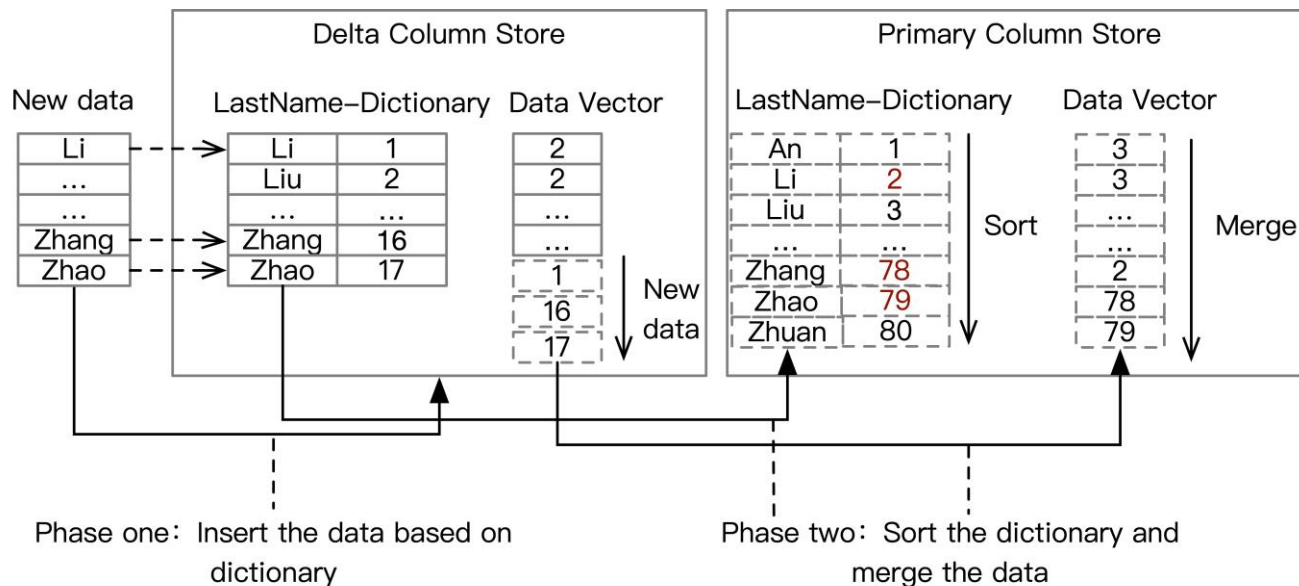 Delta Column Store
Primary Column Store
New data
LastName-Dictionary
Data Vector
LastName-Dictionary
Data Vector
Li
...
...
Zhang
Zhao
Li 1
Liu 2
... ...
Zhang 16
Zhao 17
2
2
...
...
1
16
17
New
data
An 1
Li 2
Liu 3
... ...
Zhang 78
Zhao 79
Zhuan 80
Sort
3
3
...
...
2
78
79
Merge
Phase one: Insert the data based on
dictionary
Phase two: Sort the dictionary and
merge the data